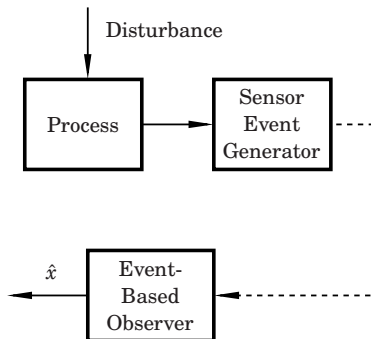 Disturbance
Process
Sensor
Event
Generator
x̂
Event-
Based
Observer